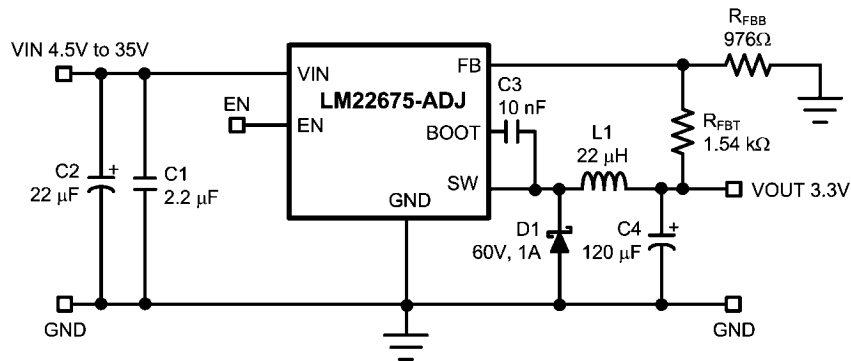 VIN 4.5V to 35V
EN
VIN
EN
LM22675-ADJ
FB
BOOT
SW
GND
C3
10 nF
RFBB
976Ω
RFBT
1.54 kΩ
L1
22 μH
VOUT 3.3V
C2
+
22 μF
C1
2.2 μF
D1
60V, 1A
C4
+
120 μF
GND
GND